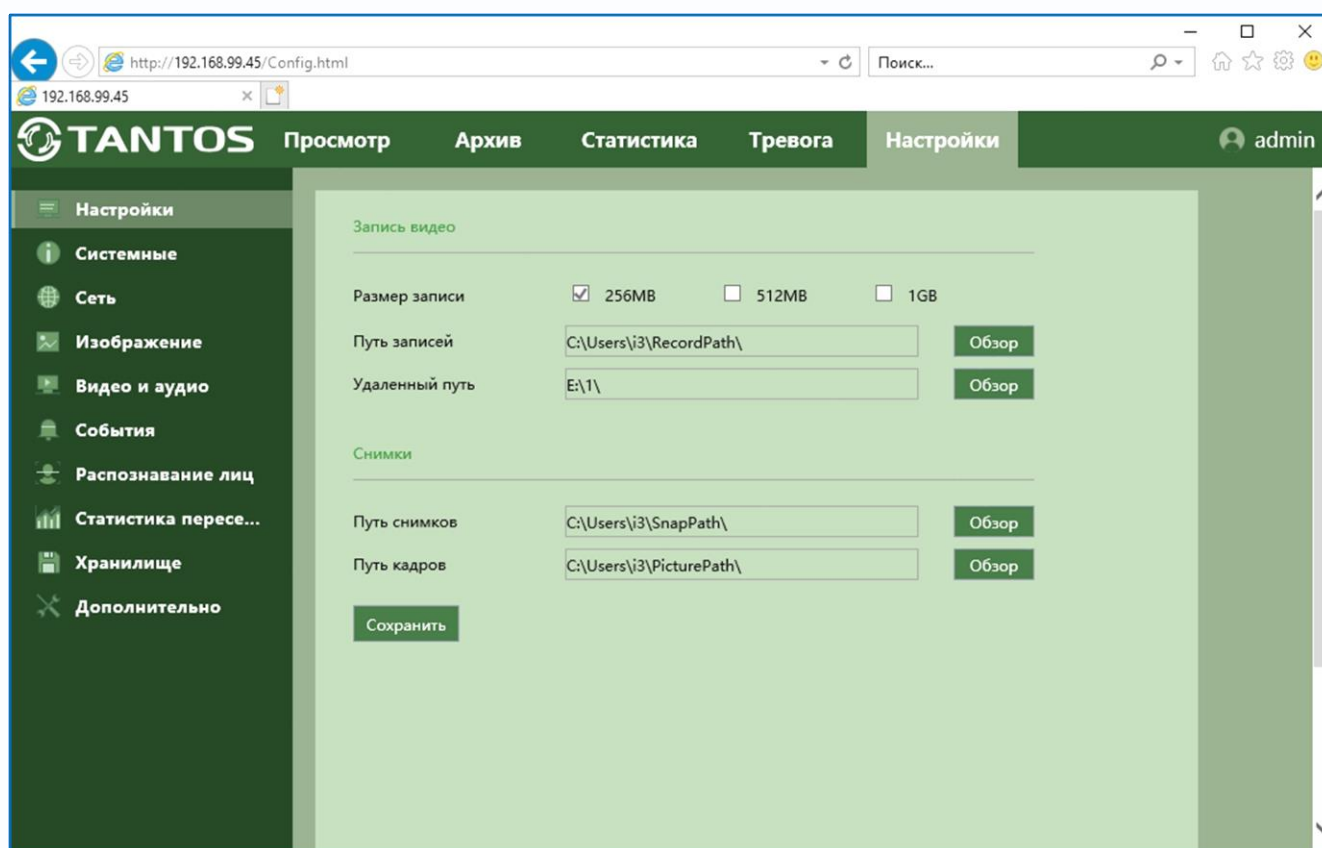 http://192.168.99.45/Config.html
Поиск...
192.168.99.45
TANTOS Просмотр Архив Статистика Тревога Настройки admin
Настройки
Системные
Сеть
Изображение
Видео и аудио
События
Распознавание лиц
Статистика пересе...
Хранилище
Дополнительно
Запись видео
Размер записи 256MB 512MB 1GB
Путь записей C:\Users\i3\RecordPath\ Обзор
Удаленный путь E:\1\ Обзор
Снимки
Путь снимков C:\Users\i3\SnapPath\ Обзор
Путь кадров C:\Users\i3\PicturePath\ Обзор
Сохранить